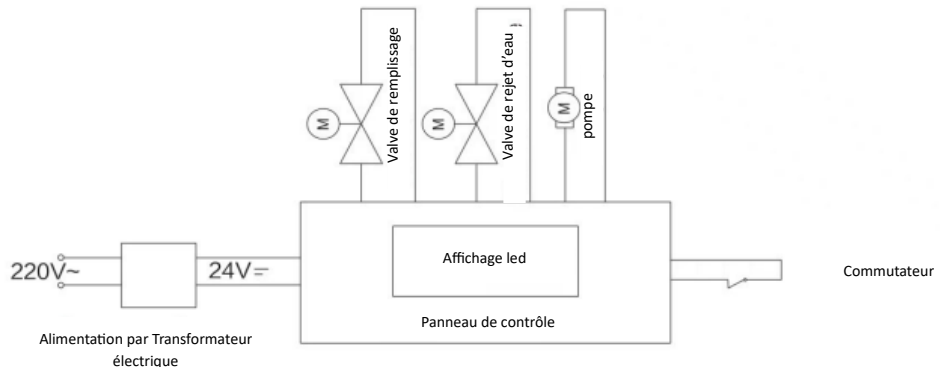 Valve de remplissage
Valve de rejet d'eau
pompe
M
M
M
220V~
24V⎓
Affichage led
Commutateur
Panneau de contrôle
Alimentation par Transformateur
électrique